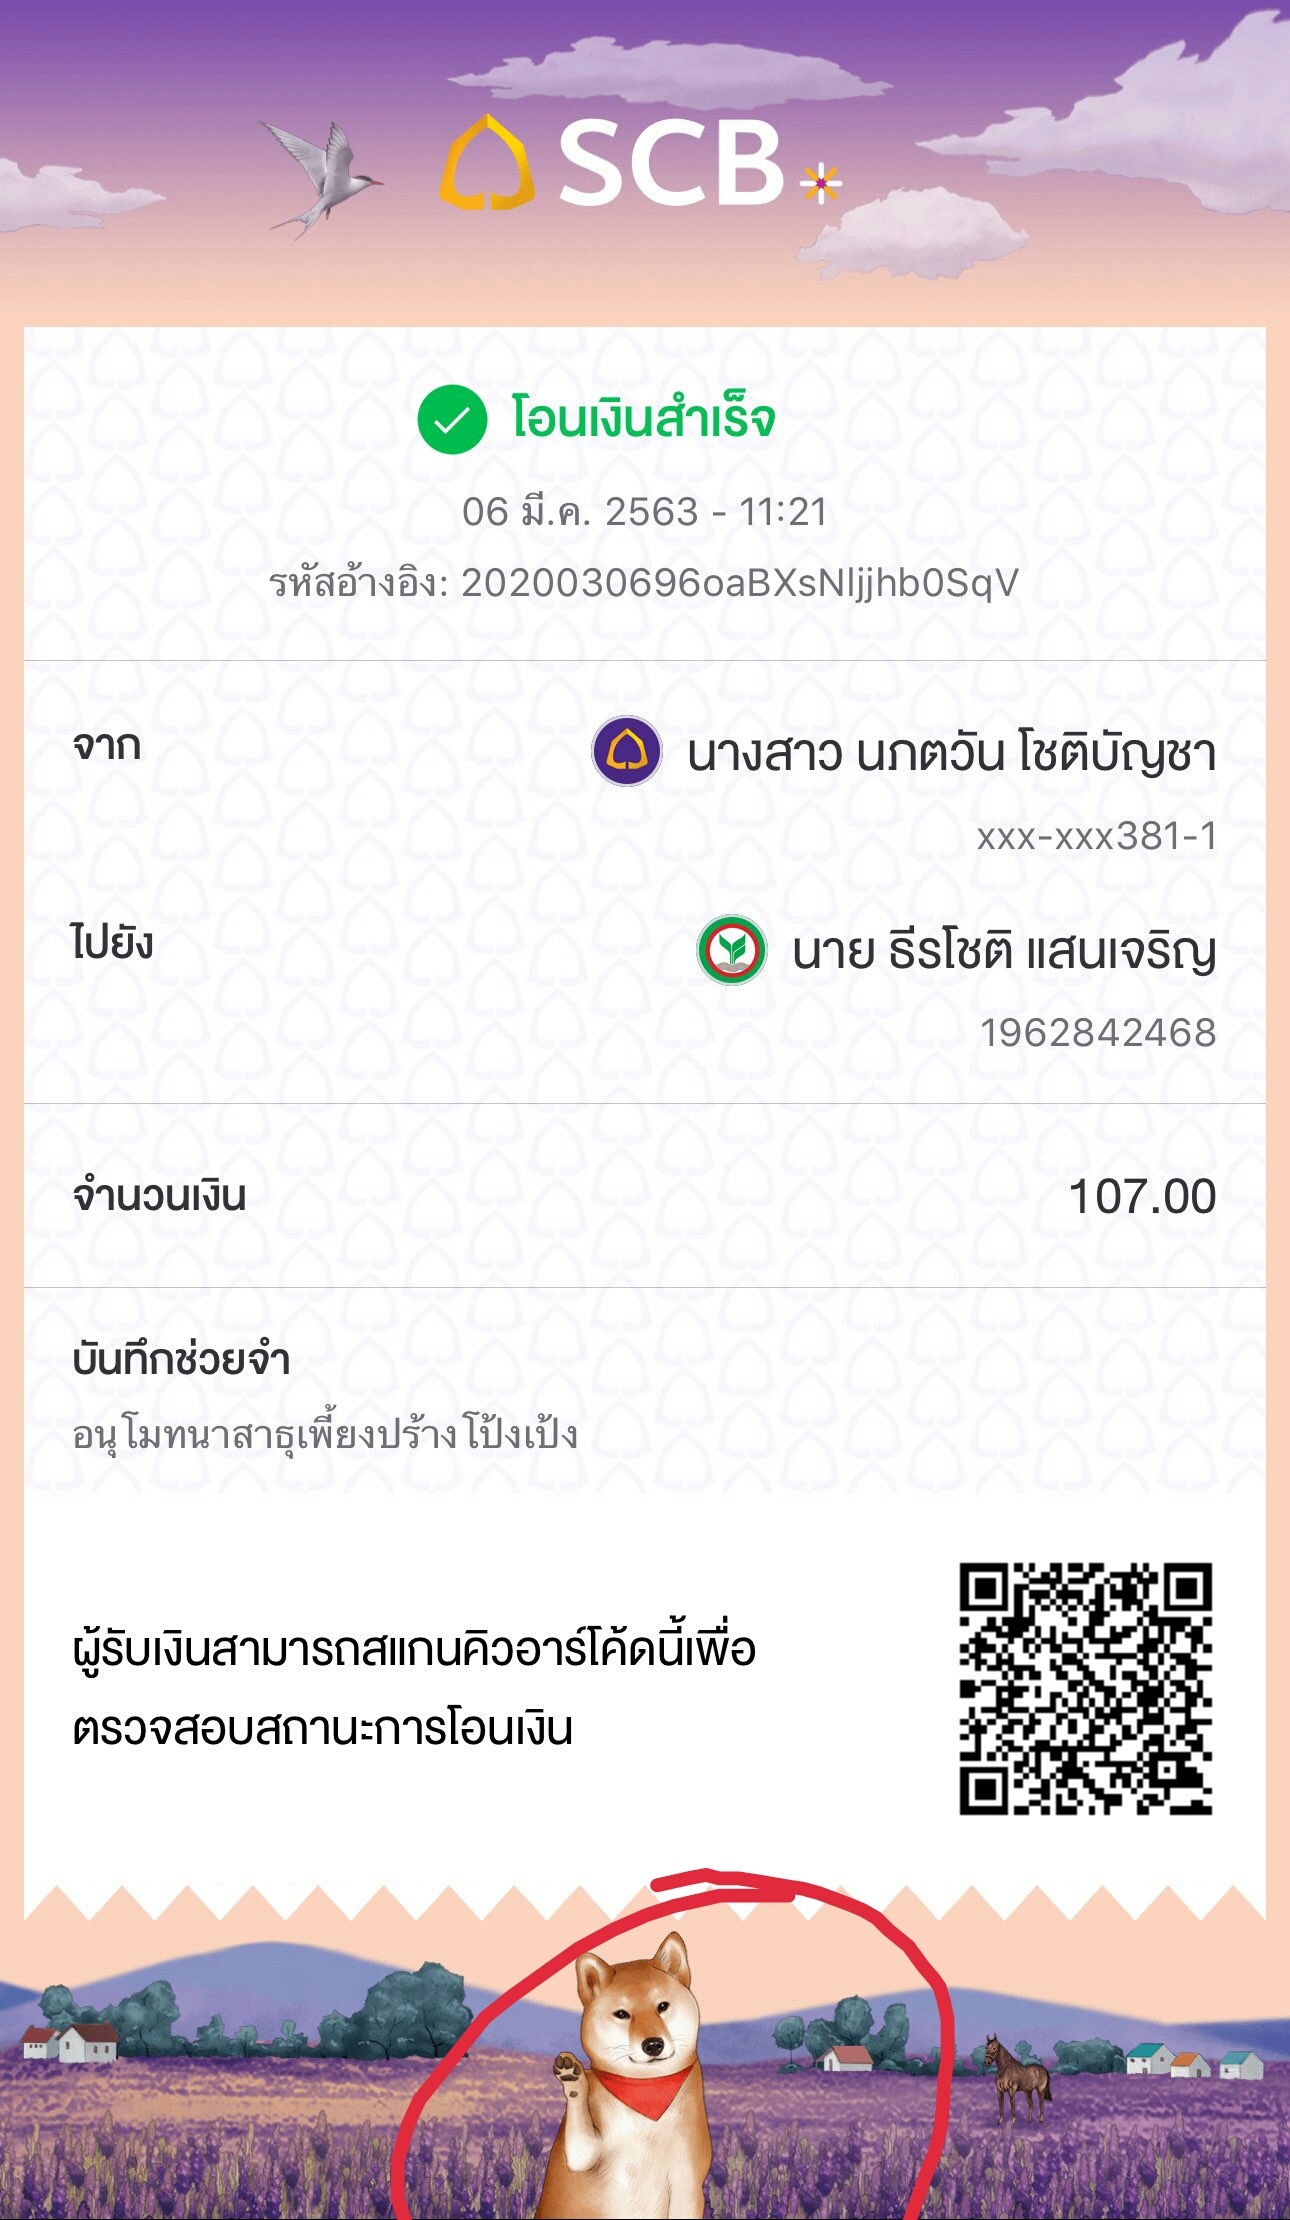 SCB
โอนเงินสำเร็จ
06 มี.ค. 2563 - 11:21
รหัสอ้างอิง: 2020030696oaBXsNljjhb0SqV
จาก
นางสาว นภตวัน โชติบัญชา
xxx-xxx381-1
ไปยัง
นาย ธีรโชติ แสนเจริญ
1962842468
จำนวนเงิน 107.00
บันทึกช่วยจำ
อนุโมทนาสาธุเพี้ยงปร้างโป้งเป้ง
ผู้รับเงินสามารถสแกนคิวอาร์โค้ดนี้เพื่อ
ตรวจสอบสถานะการโอนเงิน